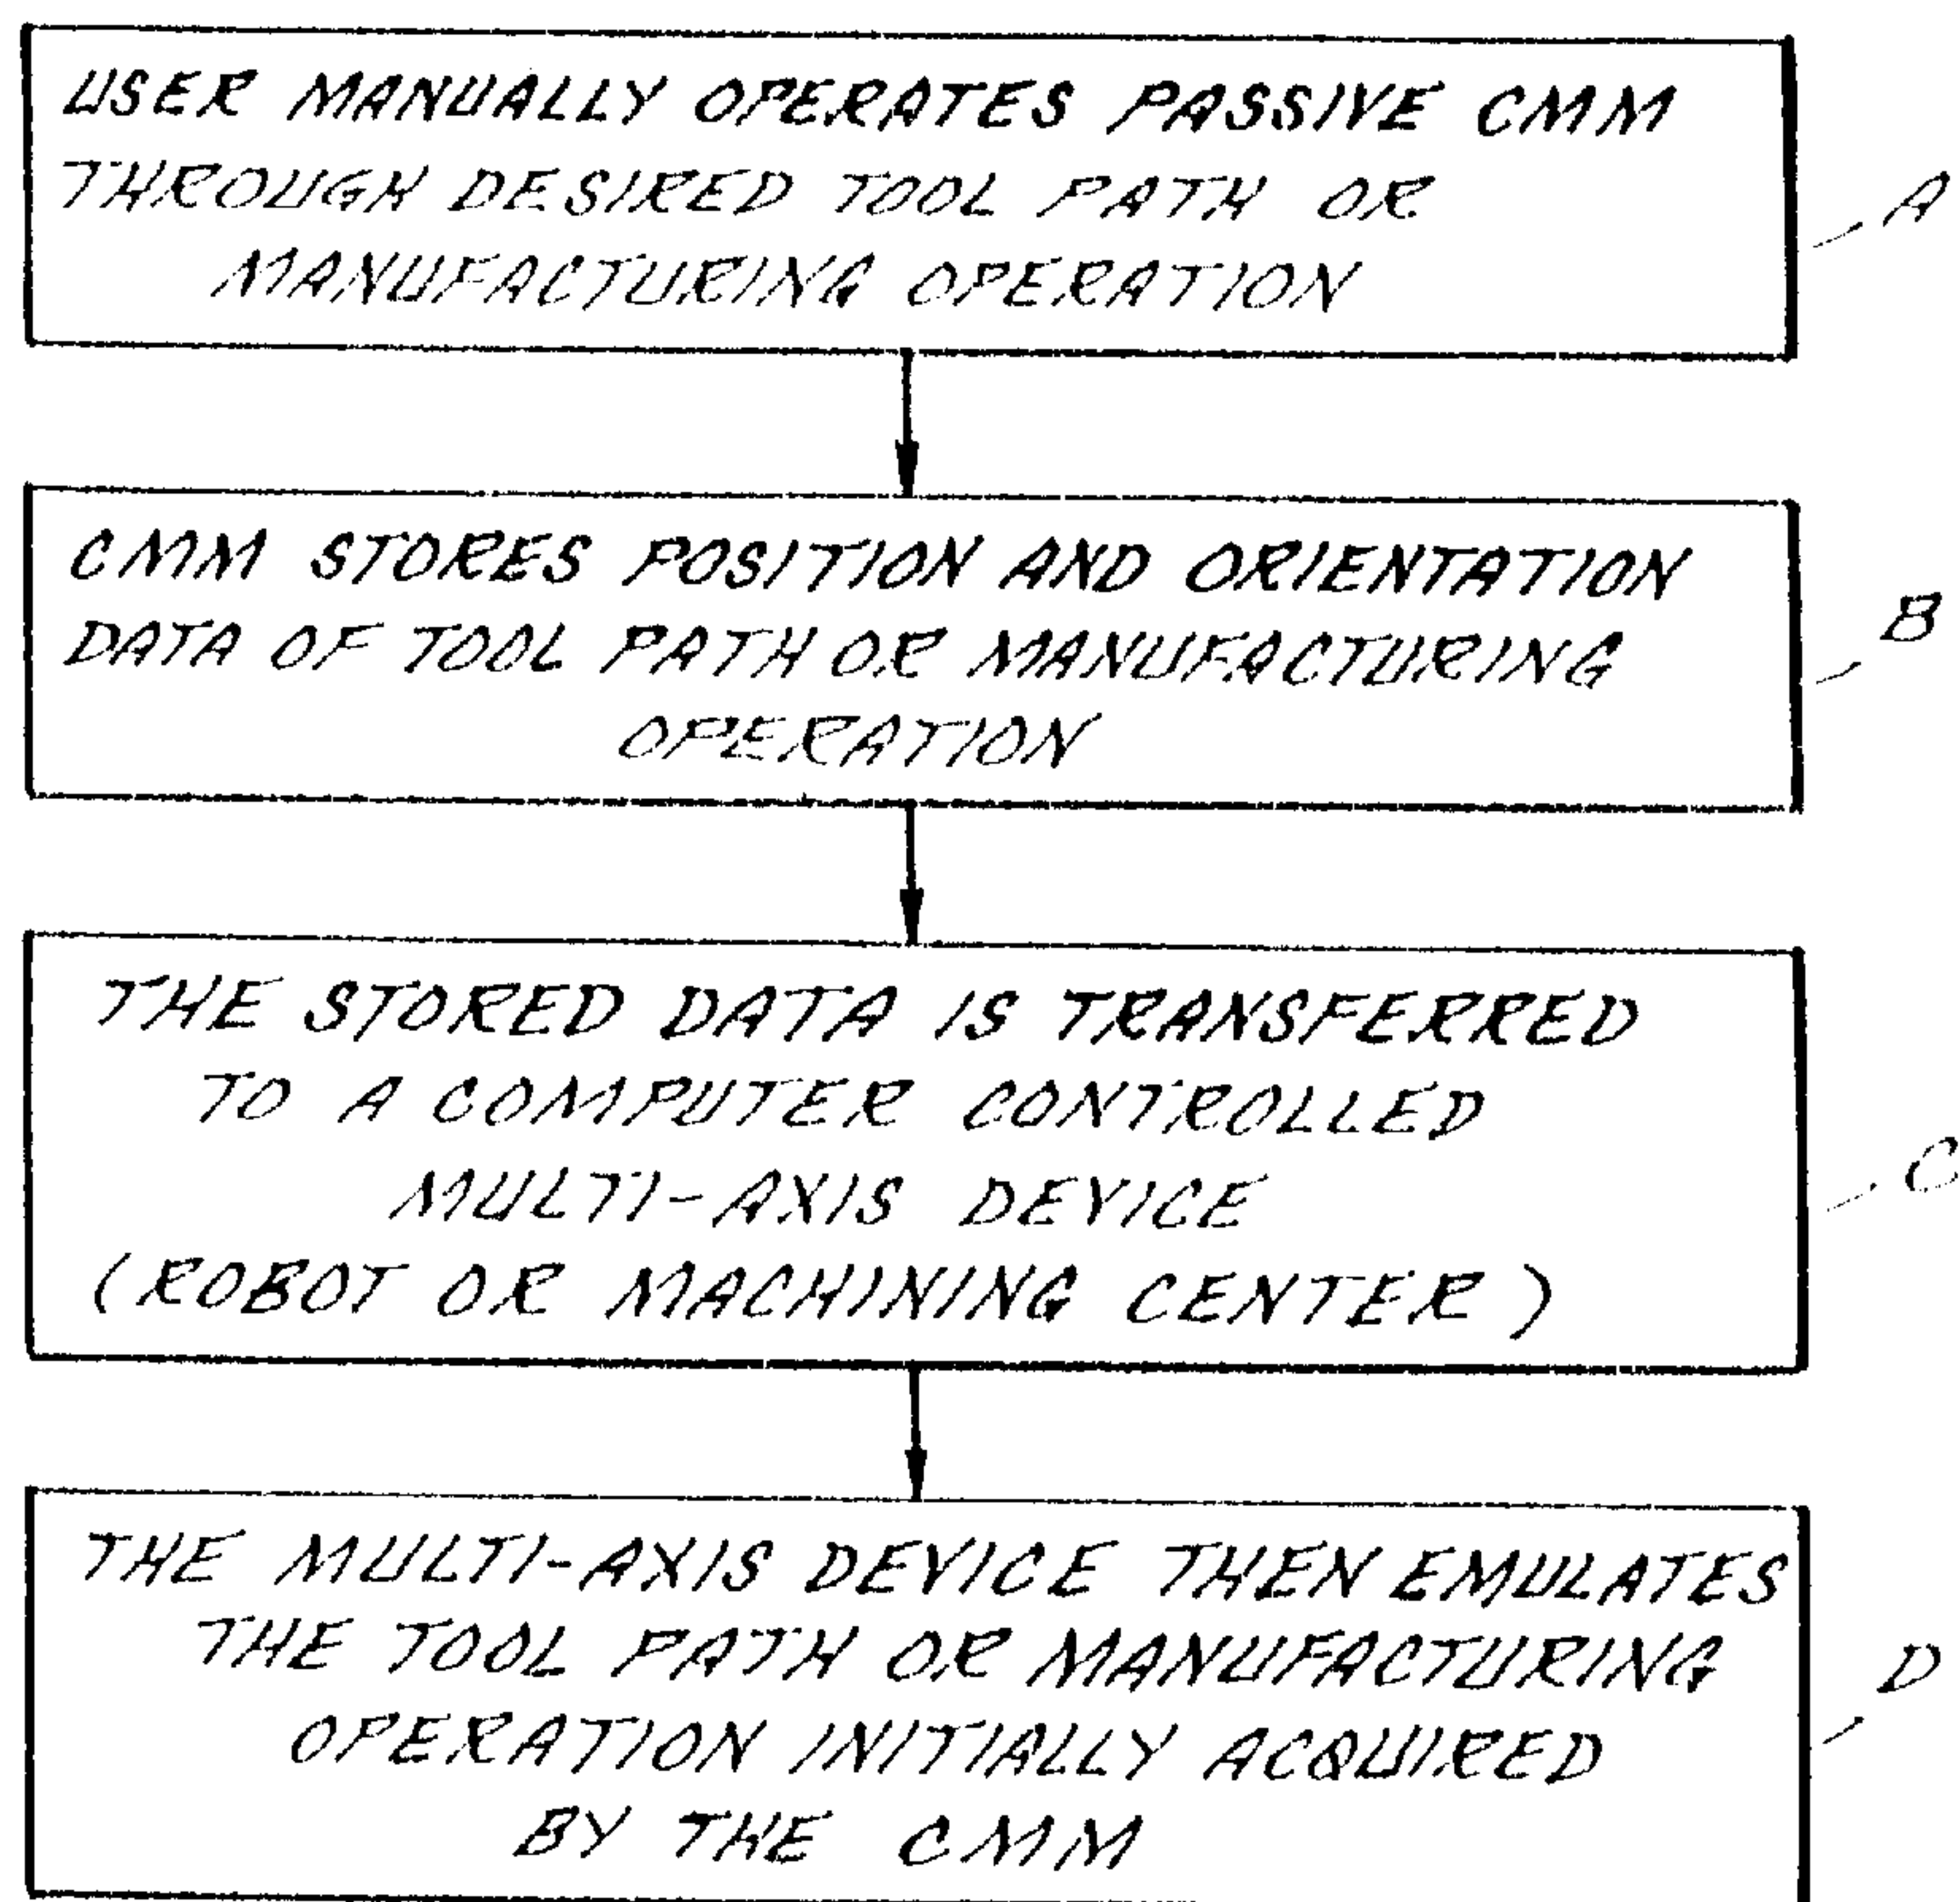 USER MANUALLY OPERATES PASSIVE CMM
THROUGH DESIRED TOOL PATH OR
MANUFACTURING OPERATION
A
CMM STORES POSITION AND ORIENTATION
DATA OF TOOL PATH OR MANUFACTURING
OPERATION
B
THE STORED DATA IS TRANSFERRED
TO A COMPUTER CONTROLLED
MULTI-AXIS DEVICE
(ROBOT OR MACHINING CENTER)
C
THE MULTI-AXIS DEVICE THEN EMULATES
THE TOOL PATH OR MANUFACTURING
OPERATION INITIALLY ACQUIRED
BY THE CMM
D